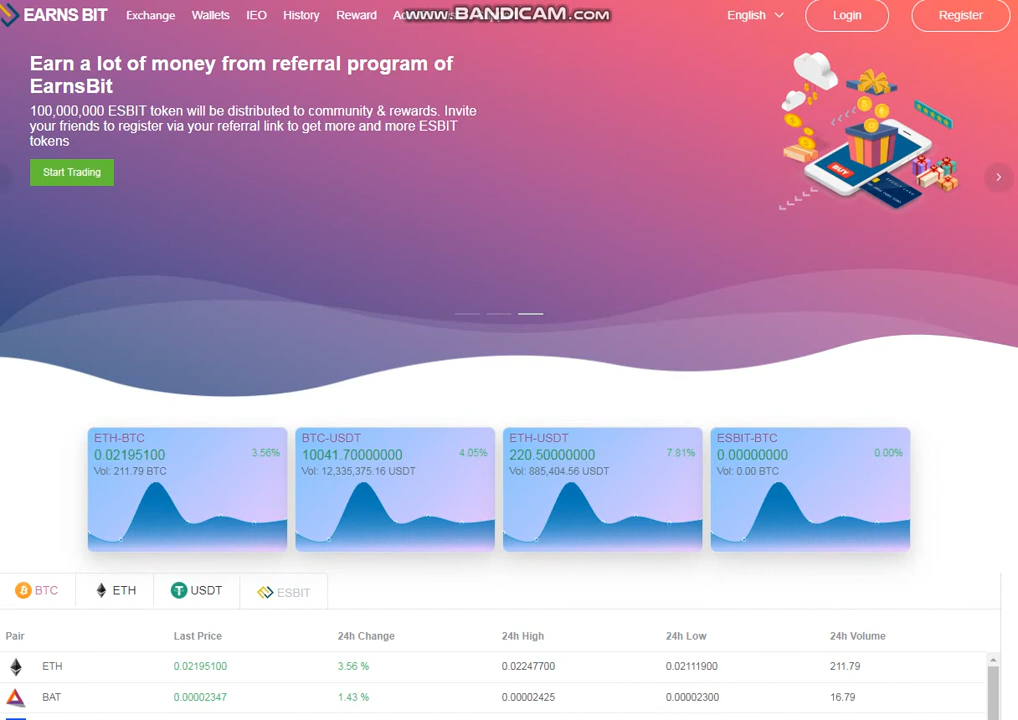 EARNS BIT
Exchange Wallets IEO History Reward
www.BANDICAM.com
English Login Register
Earn a lot of money from referral program of
EarnsBit
100,000,000 ESBIT token will be distributed to community & rewards. Invite
your friends to register via your referral link to get more and more ESBIT
tokens
Start Trading
BUY
ETH-BTC
0.02195100 3.56%
Vol: 211.79 BTC
BTC-USDT
10041.70000000 4.05%
Vol: 12,335,375.16 USDT
ETH-USDT
220.50000000 7.81%
Vol: 885,404.56 USDT
ESBIT-BTC
0.00000000 0.00%
Vol: 0.00 BTC
BTC ETH USDT ESBIT
Pair Last Price 24h Change 24h High 24h Low 24h Volume
ETH 0.02195100 3.56 % 0.02247700 0.02111900 211.79
BAT 0.00002347 1.43 % 0.00002425 0.00002300 16.79